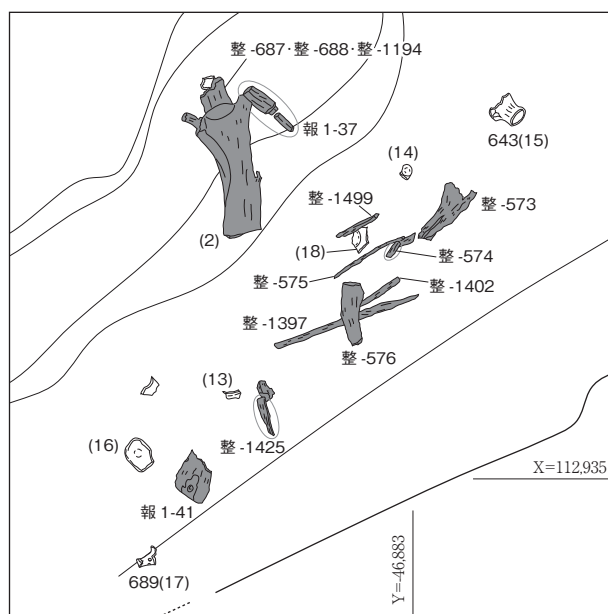 整 -687・整 -688・整 -1194
報 1-37
643(15)
(14)
整 -1499
整 -573
(2)
(18)
整 -574
整 -575
整 -1402
整 -1397
整 -576
(13)
(16)
整 -1425
X=112,935
報 1-41
Y=-46,883
689(17)